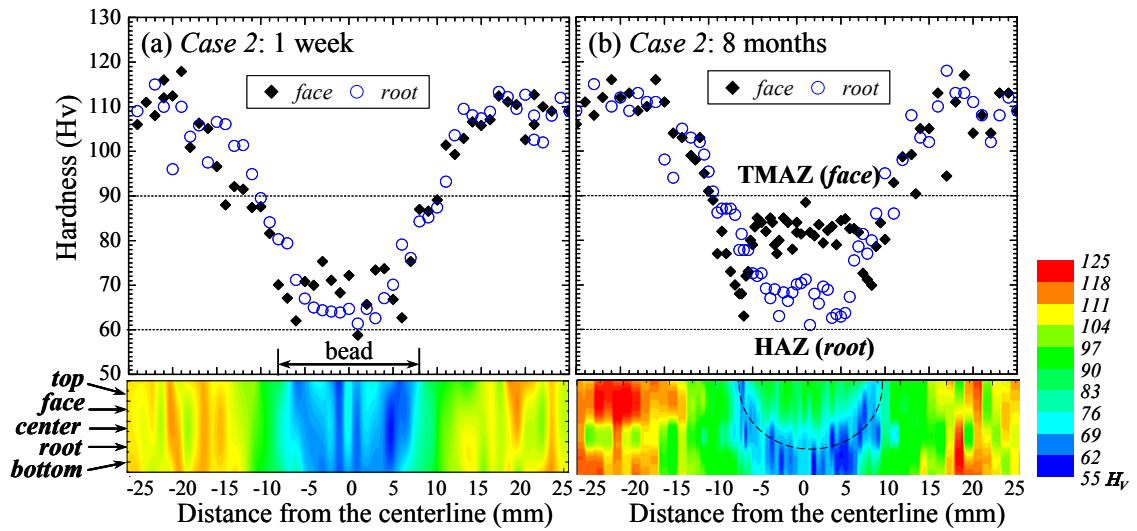 (a) Case 2: 1 week
(b) Case 2: 8 months
face root
face root
Hardness (Hv)
130
120
110
100
90
80
70
60
50
TMAZ (face)
HAZ (root)
bead
top
face
center
root
bottom
-25 -20 -15 -10 -5 0 5 10 15 20 25
-25 -20 -15 -10 -5 0 5 10 15 20 25
Distance from the centerline (mm)
Distance from the centerline (mm)
125
118
111
104
97
90
83
76
69
62
55 HV